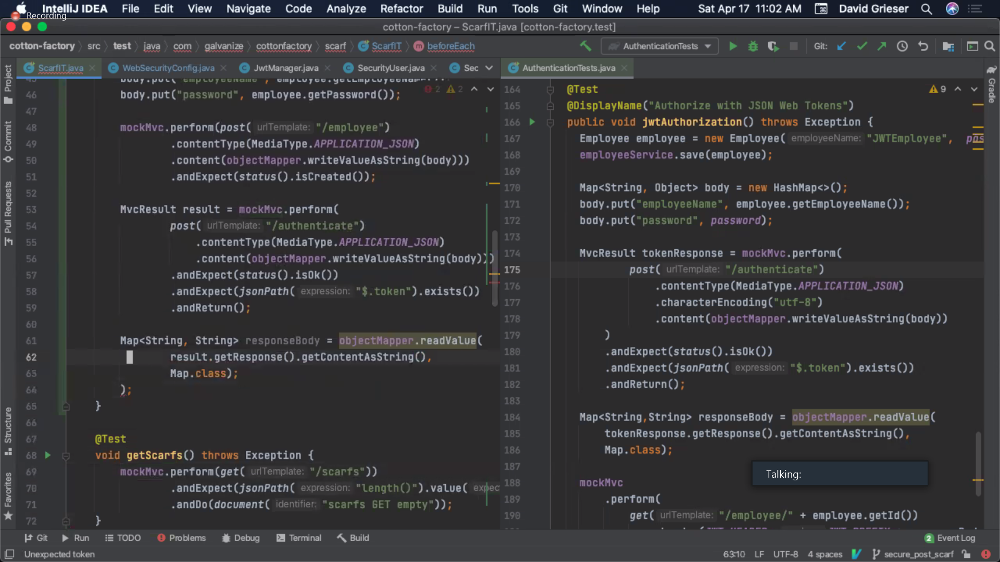 IntelliJ IDEA File Edit View Navigate Code Analyze Refactor Build Run Tools Git Window Help Sat Apr 17 11:02 AM David Grieser
Recording
cotton-factory – ScarfIT.java [cotton-factory.test]
cotton-factory src test java com galvanize cottonfactory scarf ScarfIT m beforeEach AuthenticationTests Git:
ScarfIT.java WebSecurityConfig.java JwtManager.java SecurityUser.java Sec AuthenticationTests.java
Project
Commit
Pull Requests
Structure
Favorites
Gradle
45 body.put("employeeName", employee.getEmployeeName());
46 body.put("password", employee.getPassword());
2 2
47
48 mockMvc.perform(post( urlTemplate: "/employee")
49 .contentType(MediaType.APPLICATION_JSON)
50 .content(objectMapper.writeValueAsString(body)))
51 .andExpect(status().isCreated());
52
53 MvcResult result = mockMvc.perform(
54 post( urlTemplate: "/authenticate")
55 .contentType(MediaType.APPLICATION_JSON)
56 .content(objectMapper.writeValueAsString(body)))
57 .andExpect(status().isOk())
58 .andExpect(jsonPath( expression: "$.token").exists())
59 .andReturn();
60
61 Map<String, String> responseBody = objectMapper.readValue(
62 result.getResponse().getContentAsString(),
63 Map.class);
64 );
65 }
66
67 @Test
68 void getScarfs() throws Exception {
69 mockMvc.perform(get( urlTemplate: "/scarfs"))
70 .andExpect(jsonPath( expression: "length()").value( expec
71 .andDo(document( identifier: "scarfs GET empty"));
72 }
164 @Test
9
165 @DisplayName("Authorize with JSON Web Tokens")
166 public void jwtAuthorization() throws Exception {
167 Employee employee = new Employee( employeeName: "JWTEmployee", pas
168 employeeService.save(employee);
169
170 Map<String, Object> body = new HashMap<>();
171 body.put("employeeName", employee.getEmployeeName());
172 body.put("password", password);
173
174 MvcResult tokenResponse = mockMvc.perform(
175 post( urlTemplate: "/authenticate")
176 .contentType(MediaType.APPLICATION_JSON)
177 .characterEncoding("utf-8")
178 .content(objectMapper.writeValueAsString(body))
179 )
180 .andExpect(status().isOk())
181 .andExpect(jsonPath( expression: "$.token").exists())
182 .andReturn();
183
184 Map<String,String> responseBody = objectMapper.readValue(
185 tokenResponse.getResponse().getContentAsString(),
186 Map.class);
187
188 mockMvc
189 .perform(
190 get( urlTemplate: "/employee/" + employee.getId())
Talking:
Git Run TODO Problems Debug Terminal Build 2 Event Log
Unexpected token 63:10 LF UTF-8 4 spaces secure_post_scarf